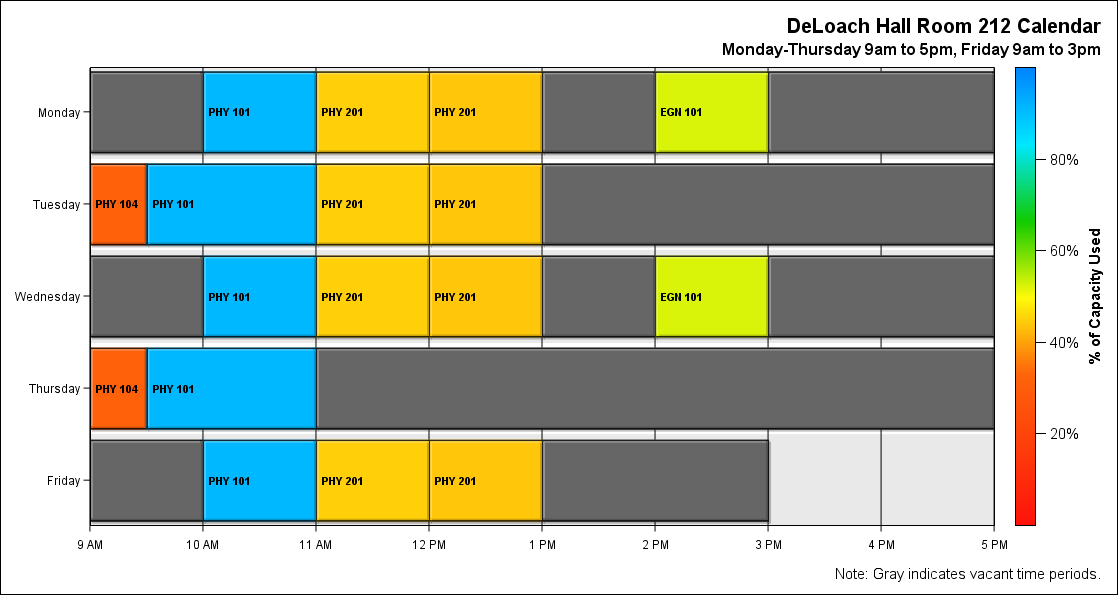 DeLoach Hall Room 212 Calendar
Monday-Thursday 9am to 5pm, Friday 9am to 3pm
Monday
PHY 101
PHY 201
PHY 201
EGN 101
Tuesday
PHY 104
PHY 101
PHY 201
PHY 201
Wednesday
PHY 101
PHY 201
PHY 201
EGN 101
Thursday
PHY 104
PHY 101
Friday
PHY 101
PHY 201
PHY 201
9 AM
10 AM
11 AM
12 PM
1 PM
2 PM
3 PM
4 PM
5 PM
80%
60%
40%
20%
% of Capacity Used
Note: Gray indicates vacant time periods.